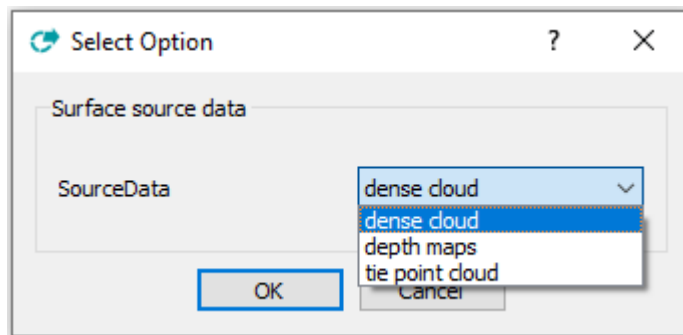 Select Option
?
Surface source data
SourceData
dense cloud
dense cloud
depth maps
tie point cloud
OK
Cancel